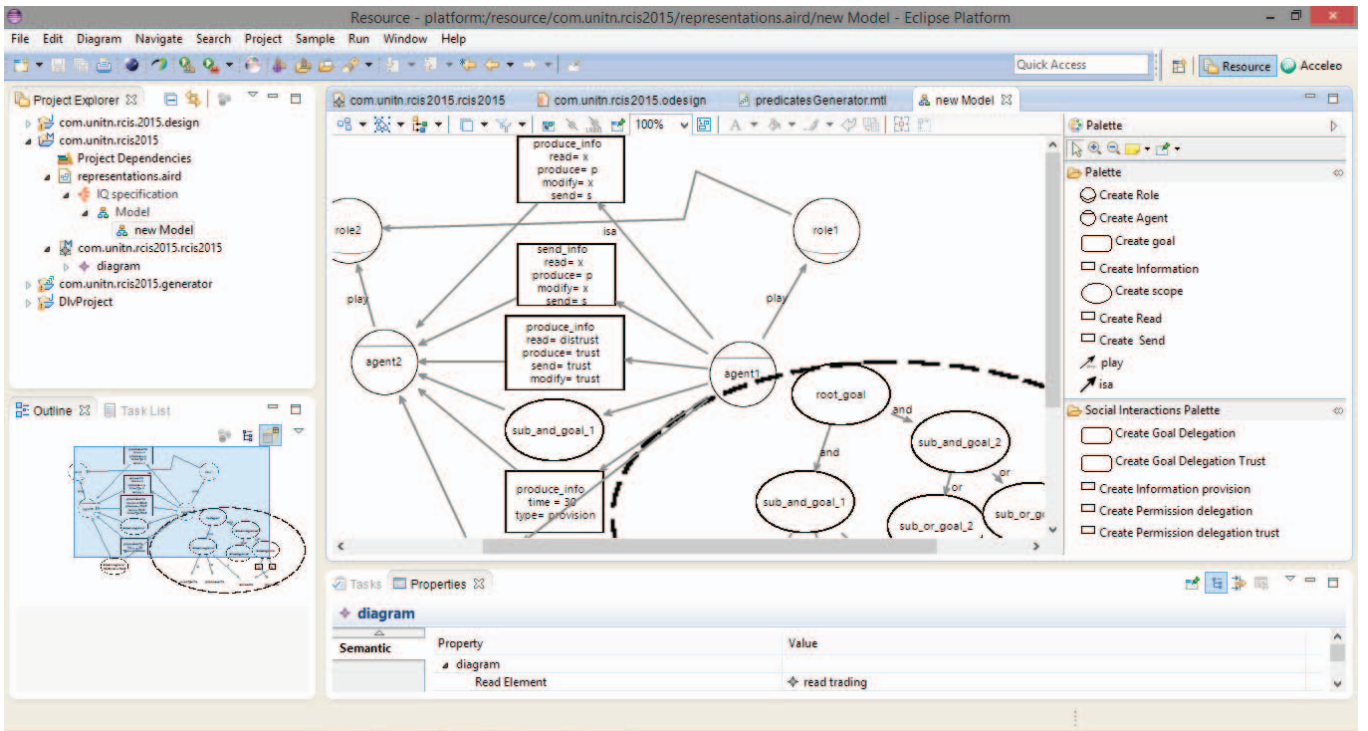 Resource - platform:/resource/com.unitn.rcis2015/representations.aird/new Model - Eclipse Platform
File Edit Diagram Navigate Search Project Sample Run Window Help
Quick Access
Resource
Acceleo
Project Explorer
com.unitn.rcis.2015.design
com.unitn.rcis2015
Project Dependencies
representations.aird
IQ specification
Model
new Model
com.unitn.rcis2015.rcis2015
diagram
com.unitn.rcis2015.generator
DlvProject
Outline
Task List
com.unitn.rcis2015.rcis2015
com.unitn.rcis2015.odesign
predicatesGenerator.mtl
new Model
100%
produce_info
read= x
produce= p
modify= x
send= s
role2
isa
role1
send_info
read= x
produce= p
modify= x
send= s
play
play
produce_info
read= distrust
produce= trust
send= trust
modify= trust
agent2
agent1
root_goal
and
sub_and_goal_1
sub_and_goal_2
and
or
or
produce_info
time = 30
type= provision
sub_and_goal_1
sub_or_goal_2
Palette
Palette
Create Role
Create Agent
Create goal
Create Information
Create scope
Create Read
Create Send
play
isa
Social Interactions Palette
Create Goal Delegation
Create Goal Delegation Trust
Create Information provision
Create Permission delegation
Create Permission delegation trust
Tasks
Properties
diagram
Semantic
Property
Value
diagram
Read Element
read trading